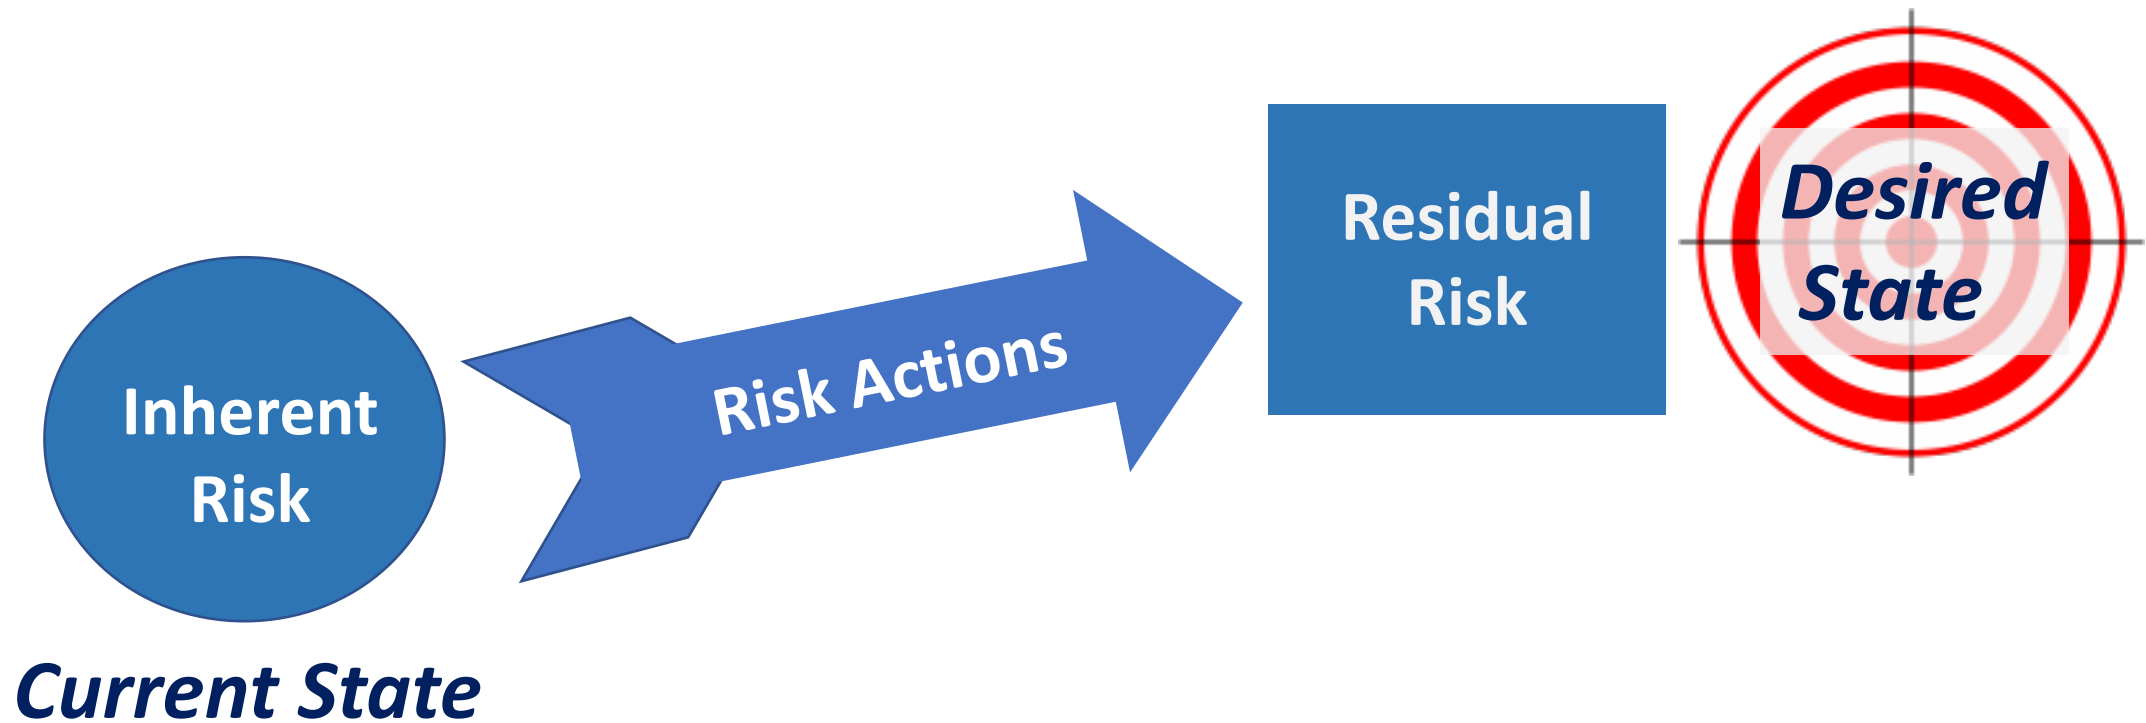 Inherent
Risk
Current State
Risk Actions
Residual
Risk
Desired
State